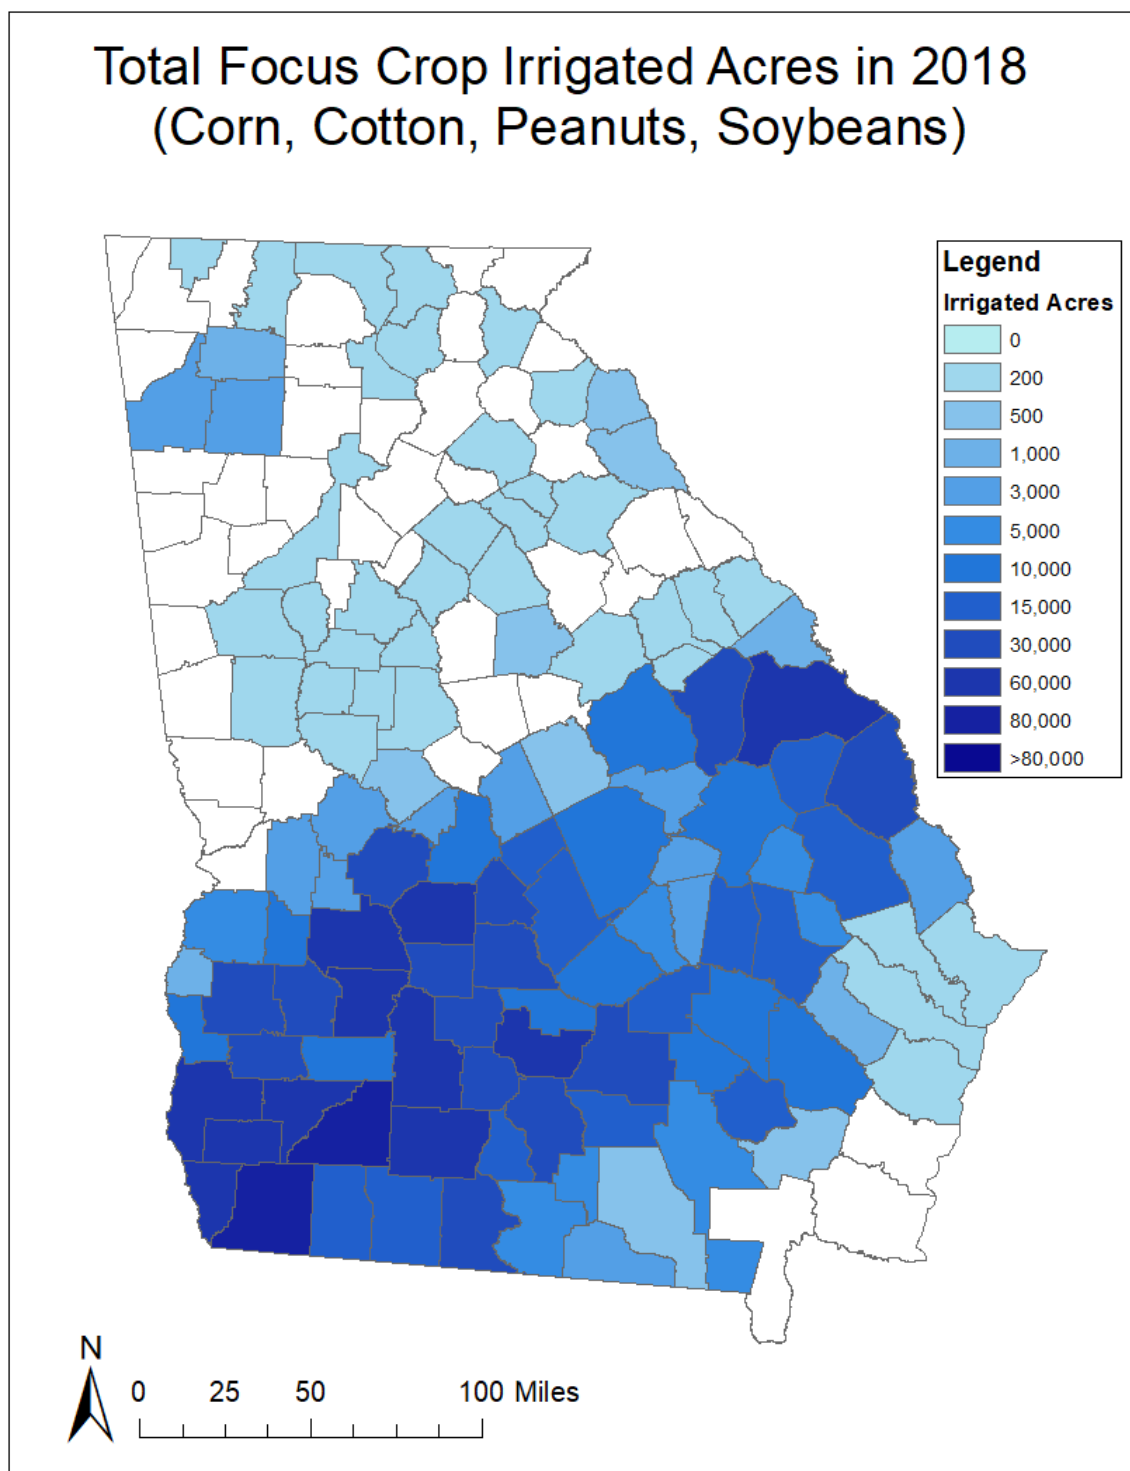 Total Focus Crop Irrigated Acres in 2018
(Corn, Cotton, Peanuts, Soybeans)
Legend
Irrigated Acres
0
200
500
1,000
3,000
5,000
10,000
15,000
30,000
60,000
80,000
>80,000
N
0 25 50 100 Miles